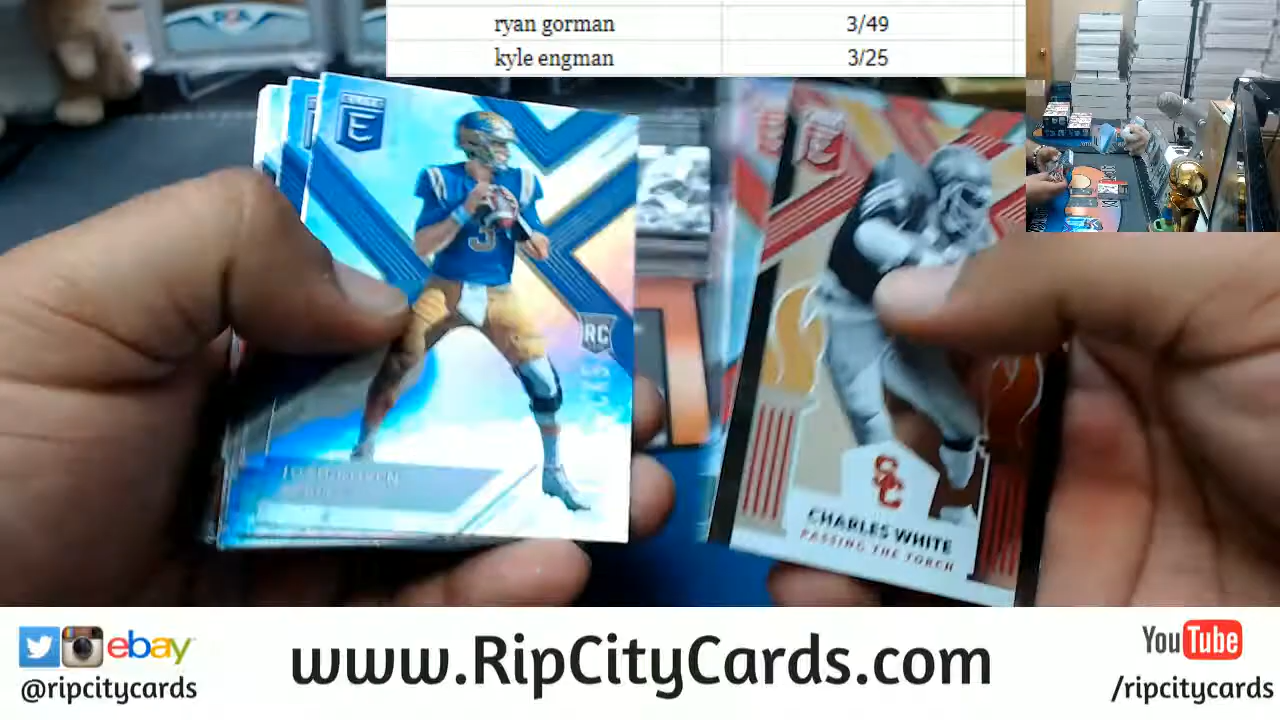 ryan gorman 3/49
kyle engman 3/25
E
3
RC
SC
CHARLES WHITE
PASSING THE TORCH
ebay
@ripcitycards
www.RipCityCards.com
YouTube
/ripcitycards